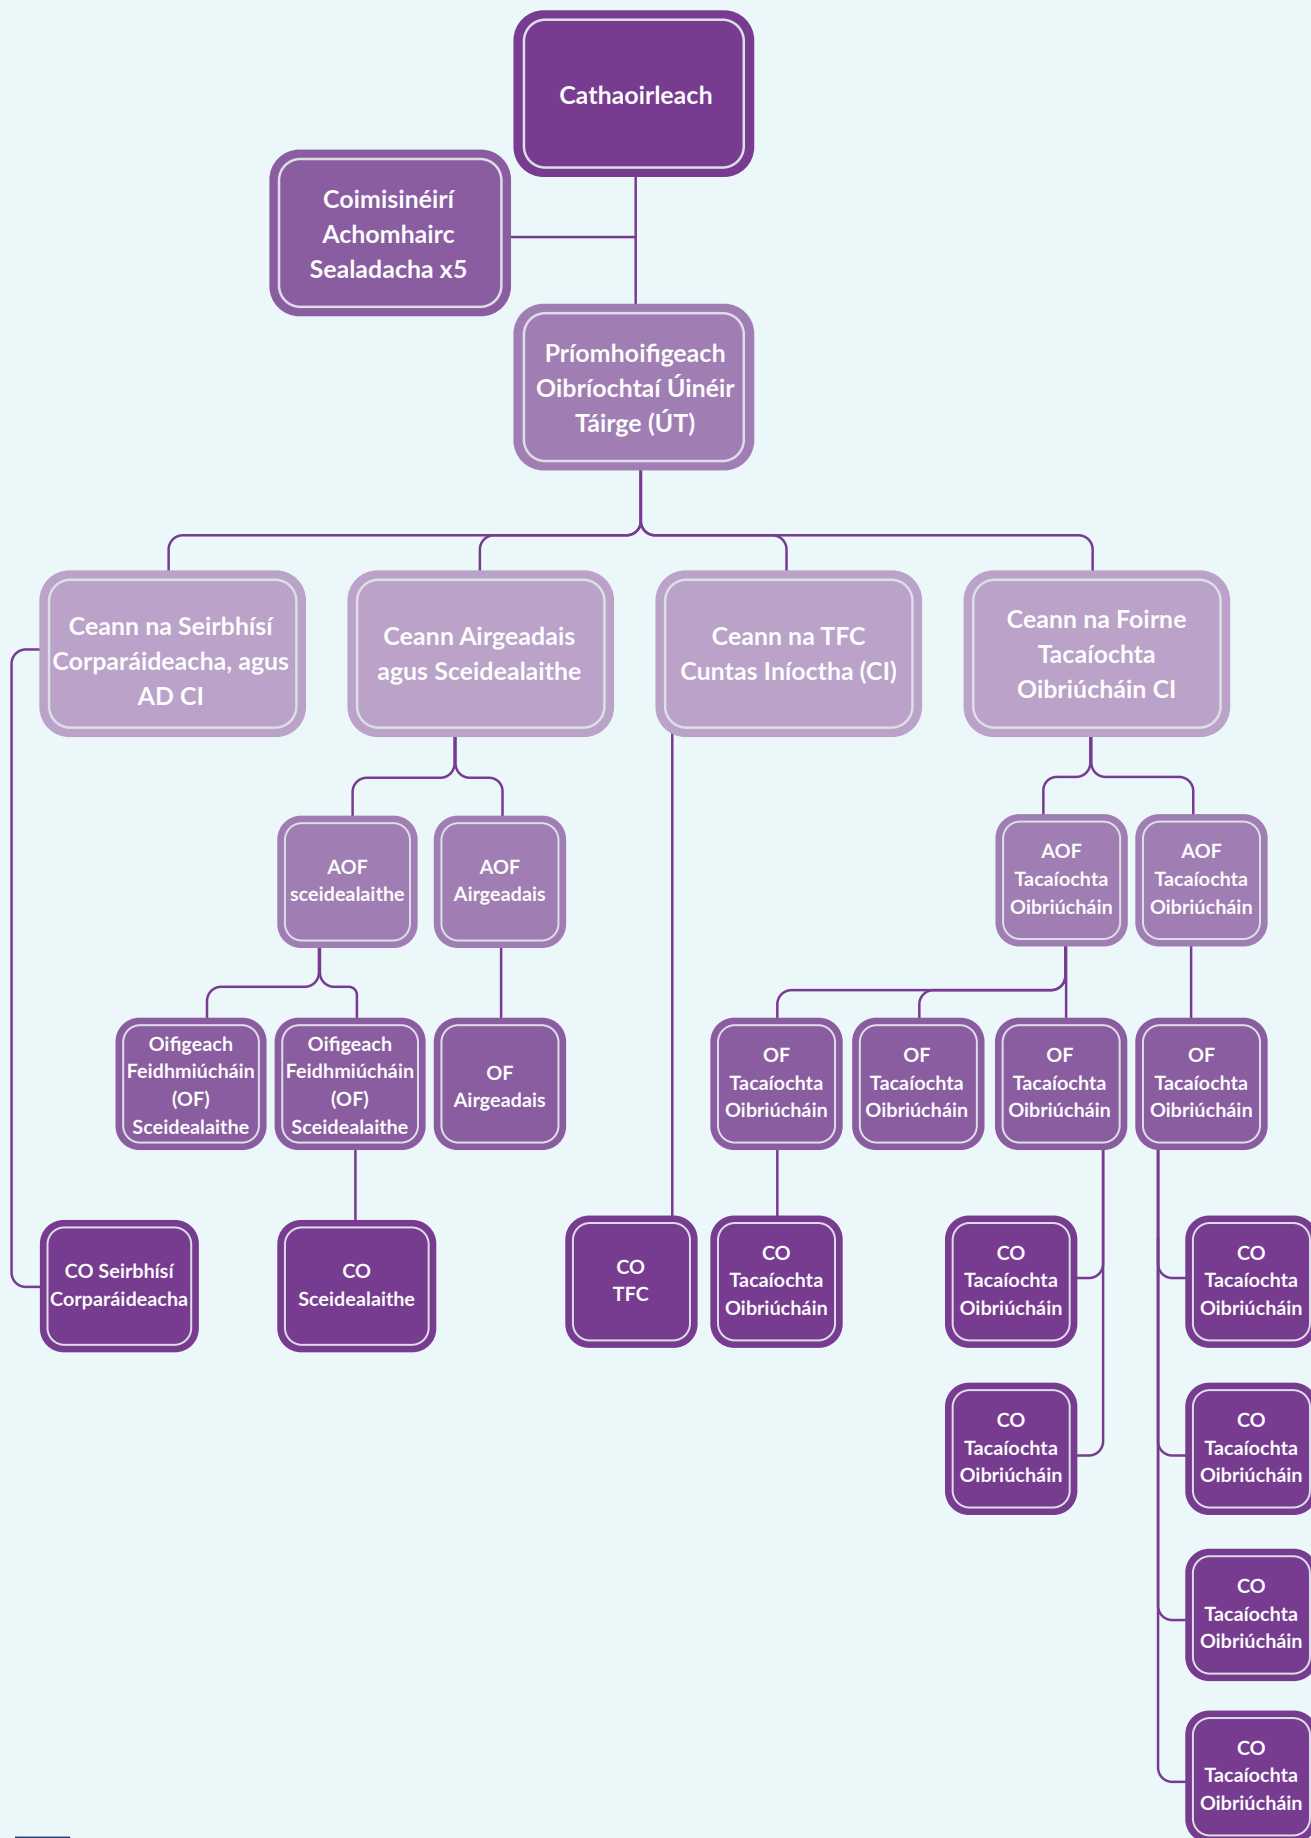 Cathaoirleach
Coimisinéirí
Achomhairc
Sealadacha x5
Príomhoifigeach
Oibríochtaí Úinéir
Táirge (ÚT)
Ceann na Seirbhísí
Corparáideacha, agus
AD CI
Ceann Airgeadais
agus Sceidealaithe
Ceann na TFC
Cuntas Iníoctha (CI)
Ceann na Foirne
Tacaíochta
Oibriúcháin CI
AOF
sceidealaithe
AOF
Airgeadais
AOF
Tacaíochta
Oibriúcháin
AOF
Tacaíochta
Oibriúcháin
Oifigeach
Feidhmiúcháin
(OF)
Sceidealaithe
Oifigeach
Feidhmiúcháin
(OF)
Sceidealaithe
OF
Airgeadais
OF
Tacaíochta
Oibriúcháin
OF
Tacaíochta
Oibriúcháin
OF
Tacaíochta
Oibriúcháin
OF
Tacaíochta
Oibriúcháin
CO Seirbhísí
Corparáideacha
CO
Sceidealaithe
CO
TFC
CO
Tacaíochta
Oibriúcháin
CO
Tacaíochta
Oibriúcháin
CO
Tacaíochta
Oibriúcháin
CO
Tacaíochta
Oibriúcháin
CO
Tacaíochta
Oibriúcháin
CO
Tacaíochta
Oibriúcháin
CO
Tacaíochta
Oibriúcháin